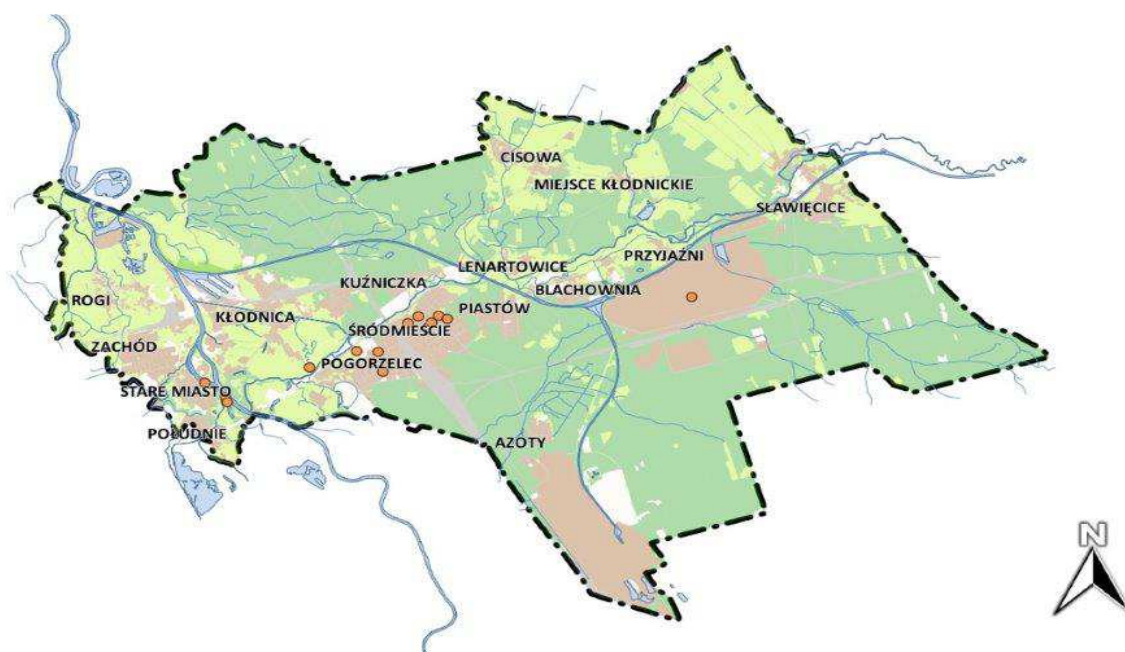 CISOWA
MIEJSCE KŁODNICKIE
SŁAWIĘCICE
PRZYJAŹNI
LENARTOWICE
KUŹNICZKA
BLACHOWNIA
ROGI
PIASTÓW
KŁODNICA
ŚRÓDMIEŚCIE
ZACHÓD
POGORZELEC
STARE MIASTO
POŁUDNIE
AZOTY
N